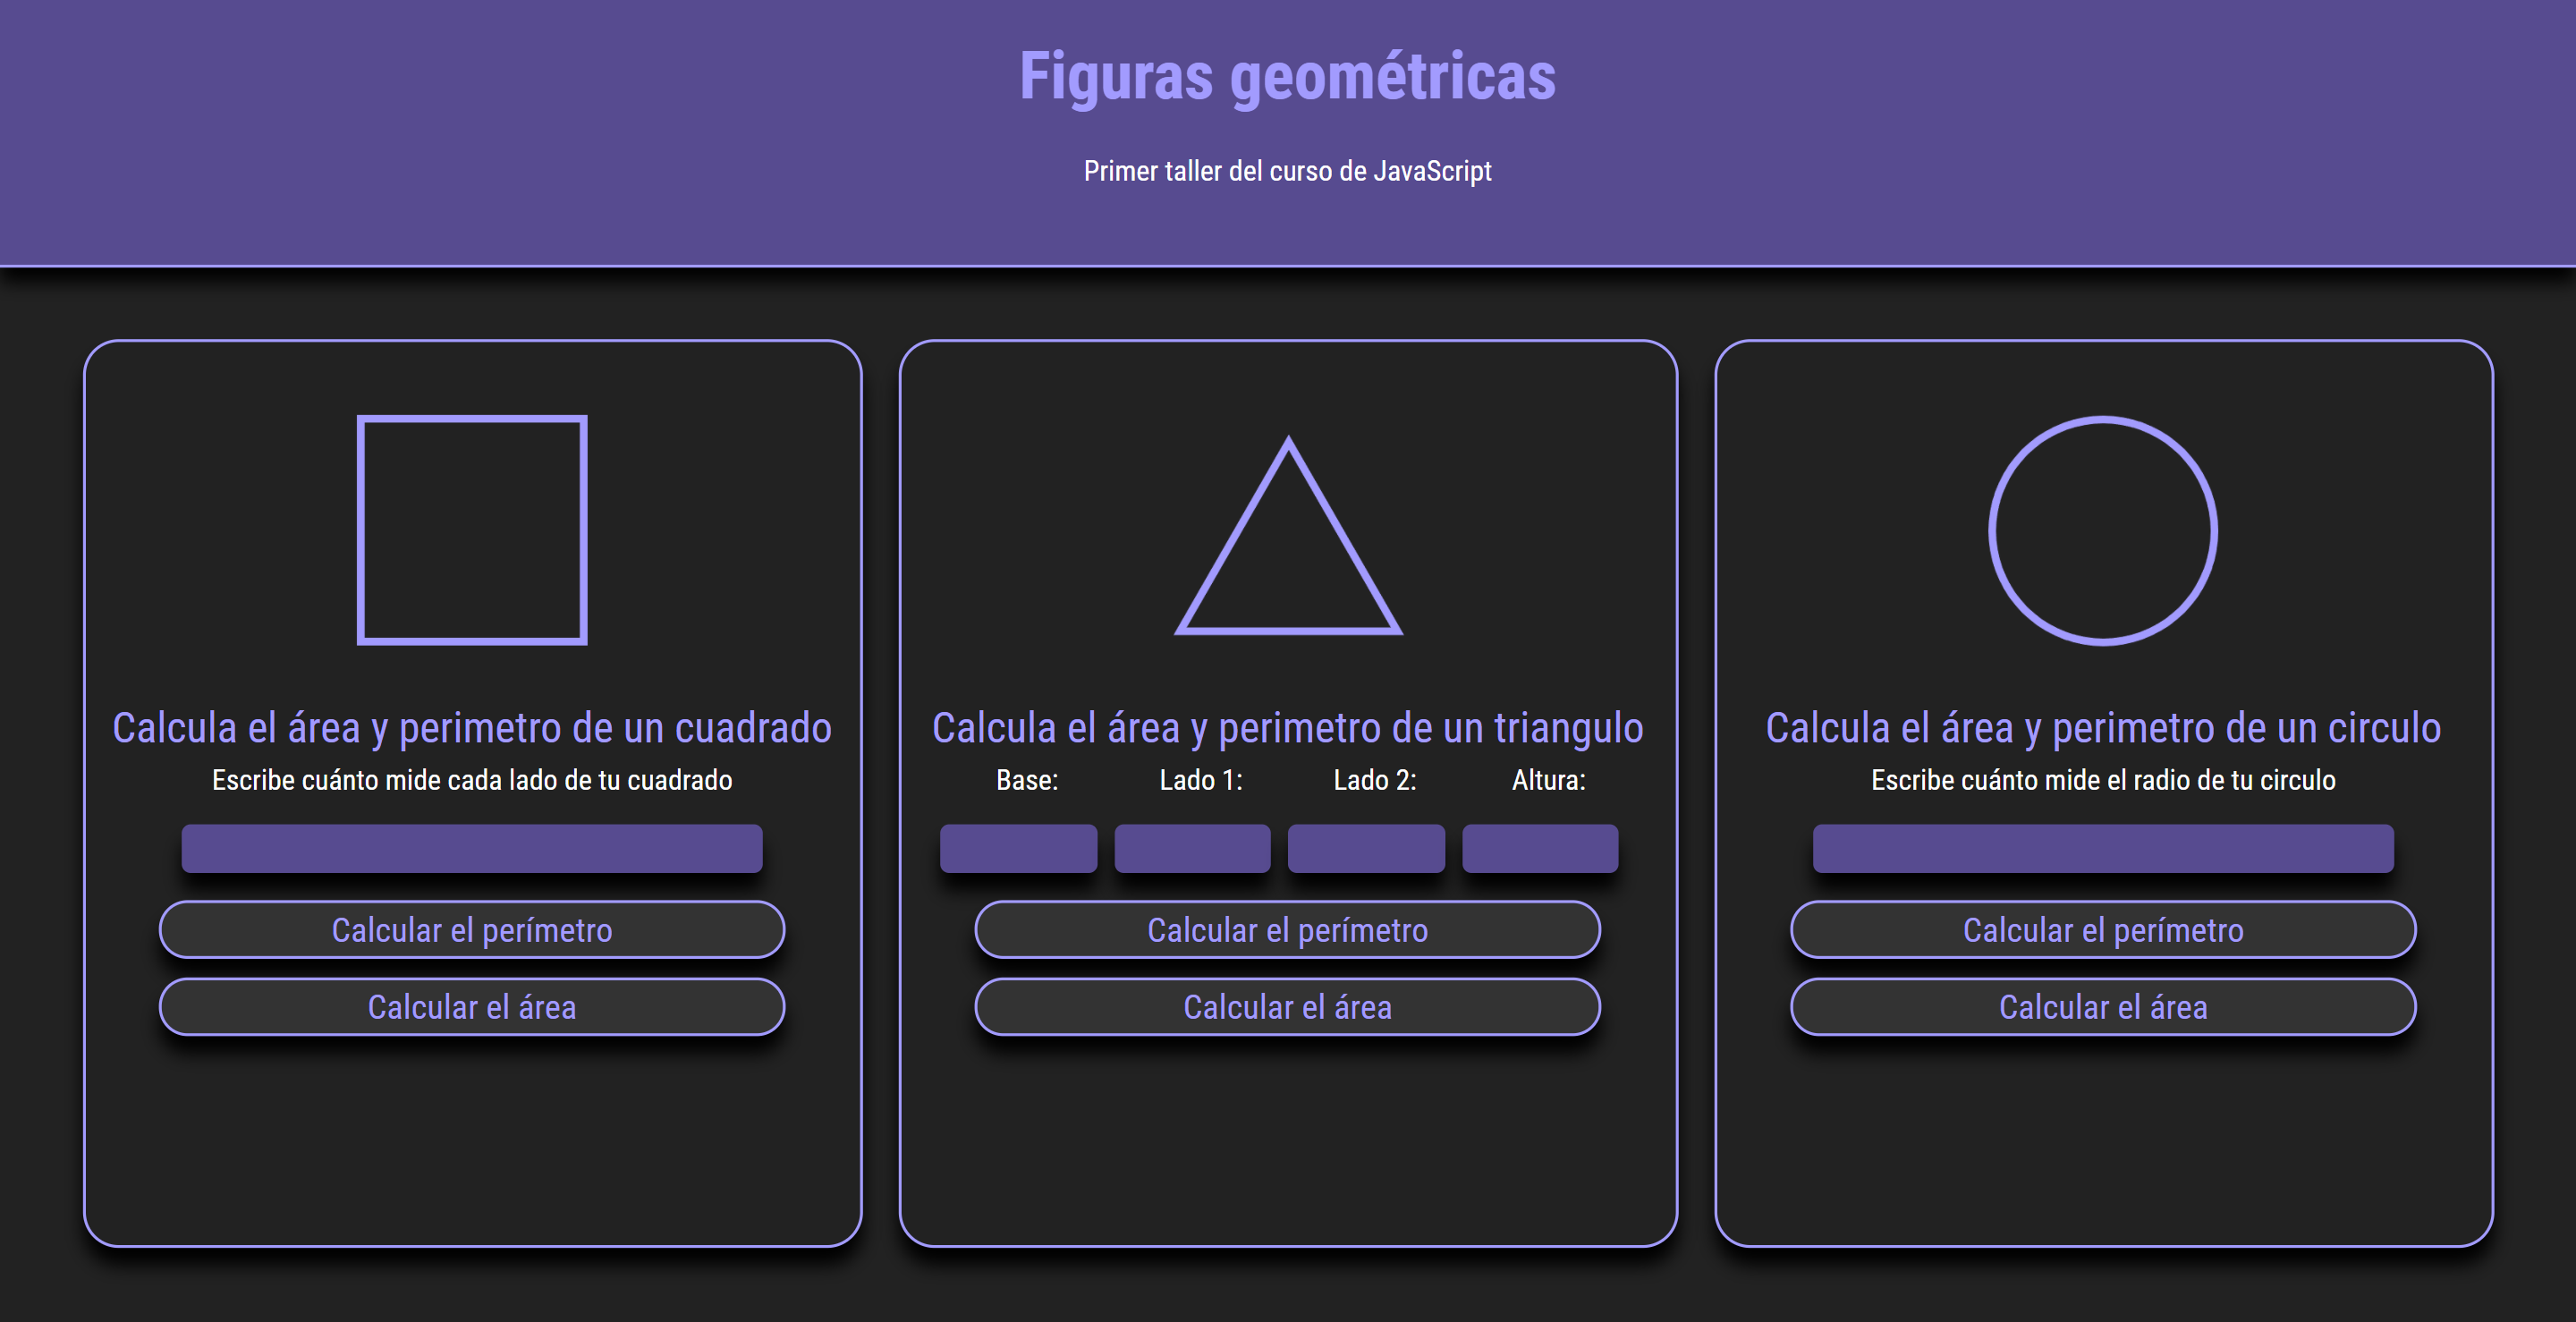 Figuras geométricas
Primer taller del curso de JavaScript
Calcula el área y perimetro de un cuadrado
Escribe cuánto mide cada lado de tu cuadrado
Calcular el perímetro
Calcular el área
Calcula el área y perimetro de un triangulo
Base: Lado 1: Lado 2: Altura:
Calcular el perímetro
Calcular el área
Calcula el área y perimetro de un circulo
Escribe cuánto mide el radio de tu circulo
Calcular el perímetro
Calcular el área